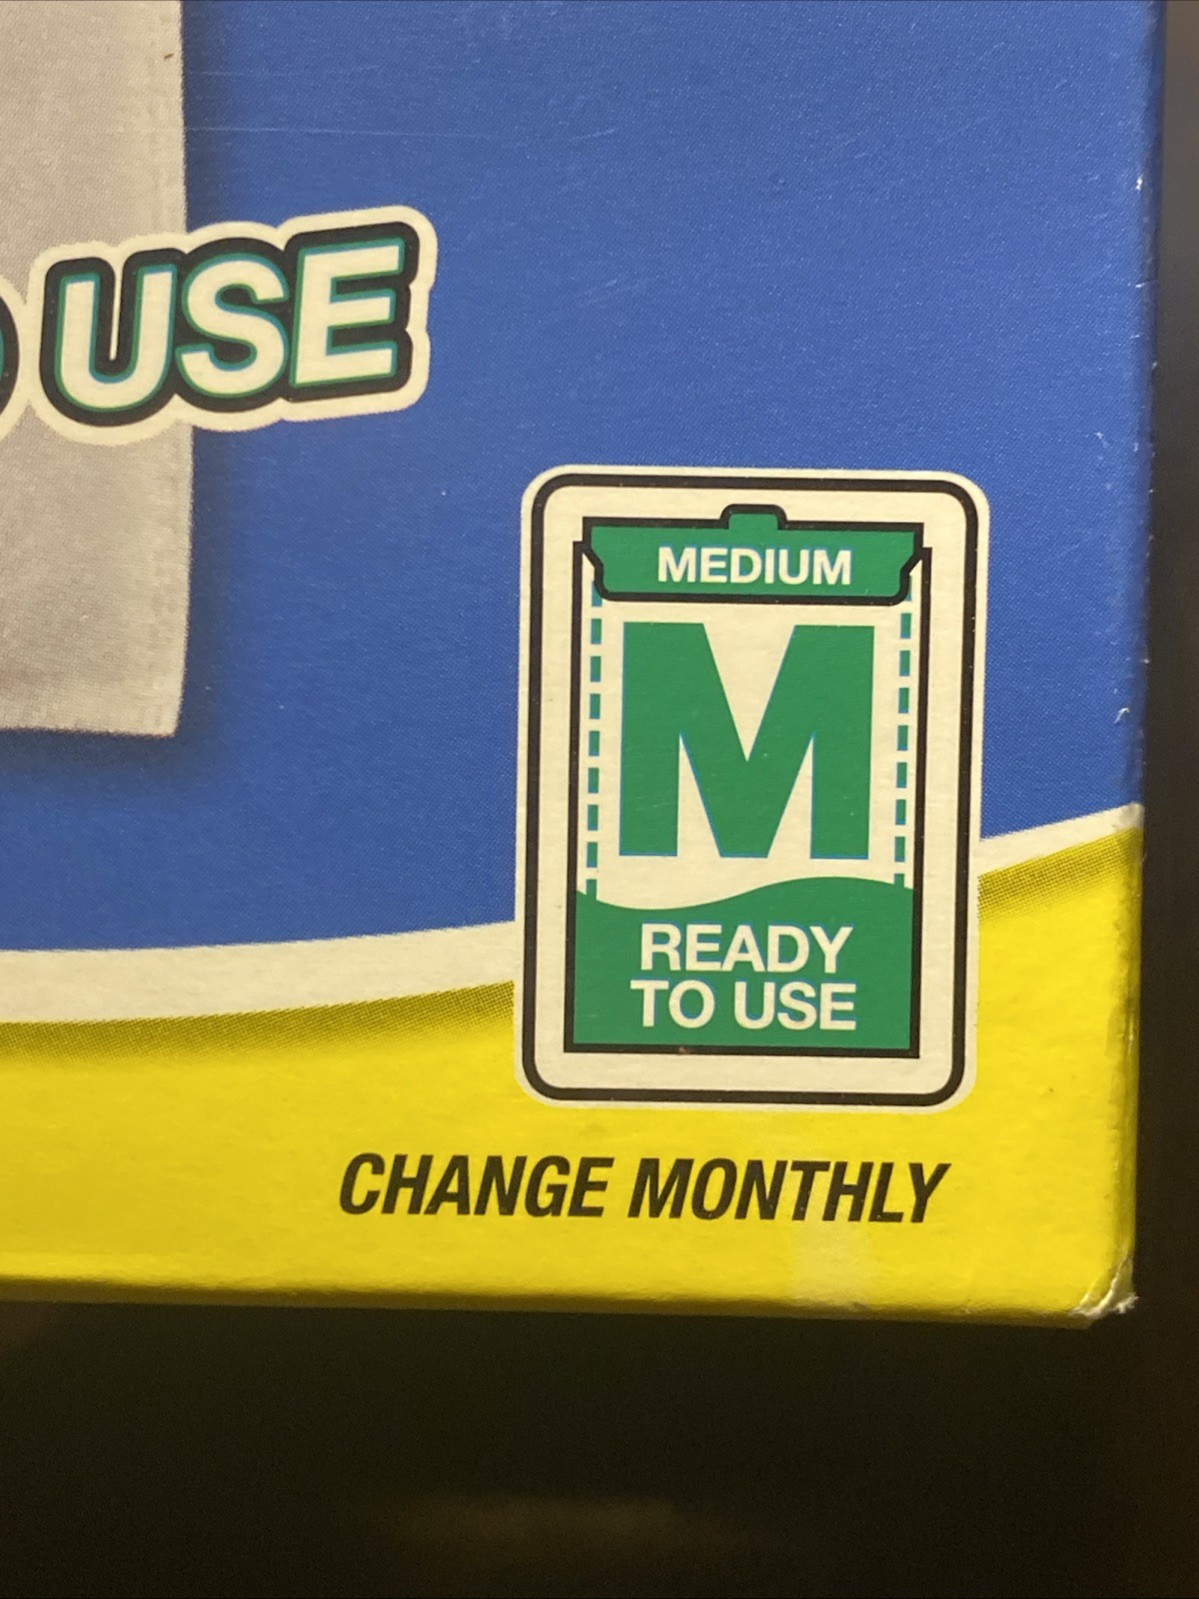 USE
MEDIUM
M
READY
TO USE
CHANGE MONTHLY